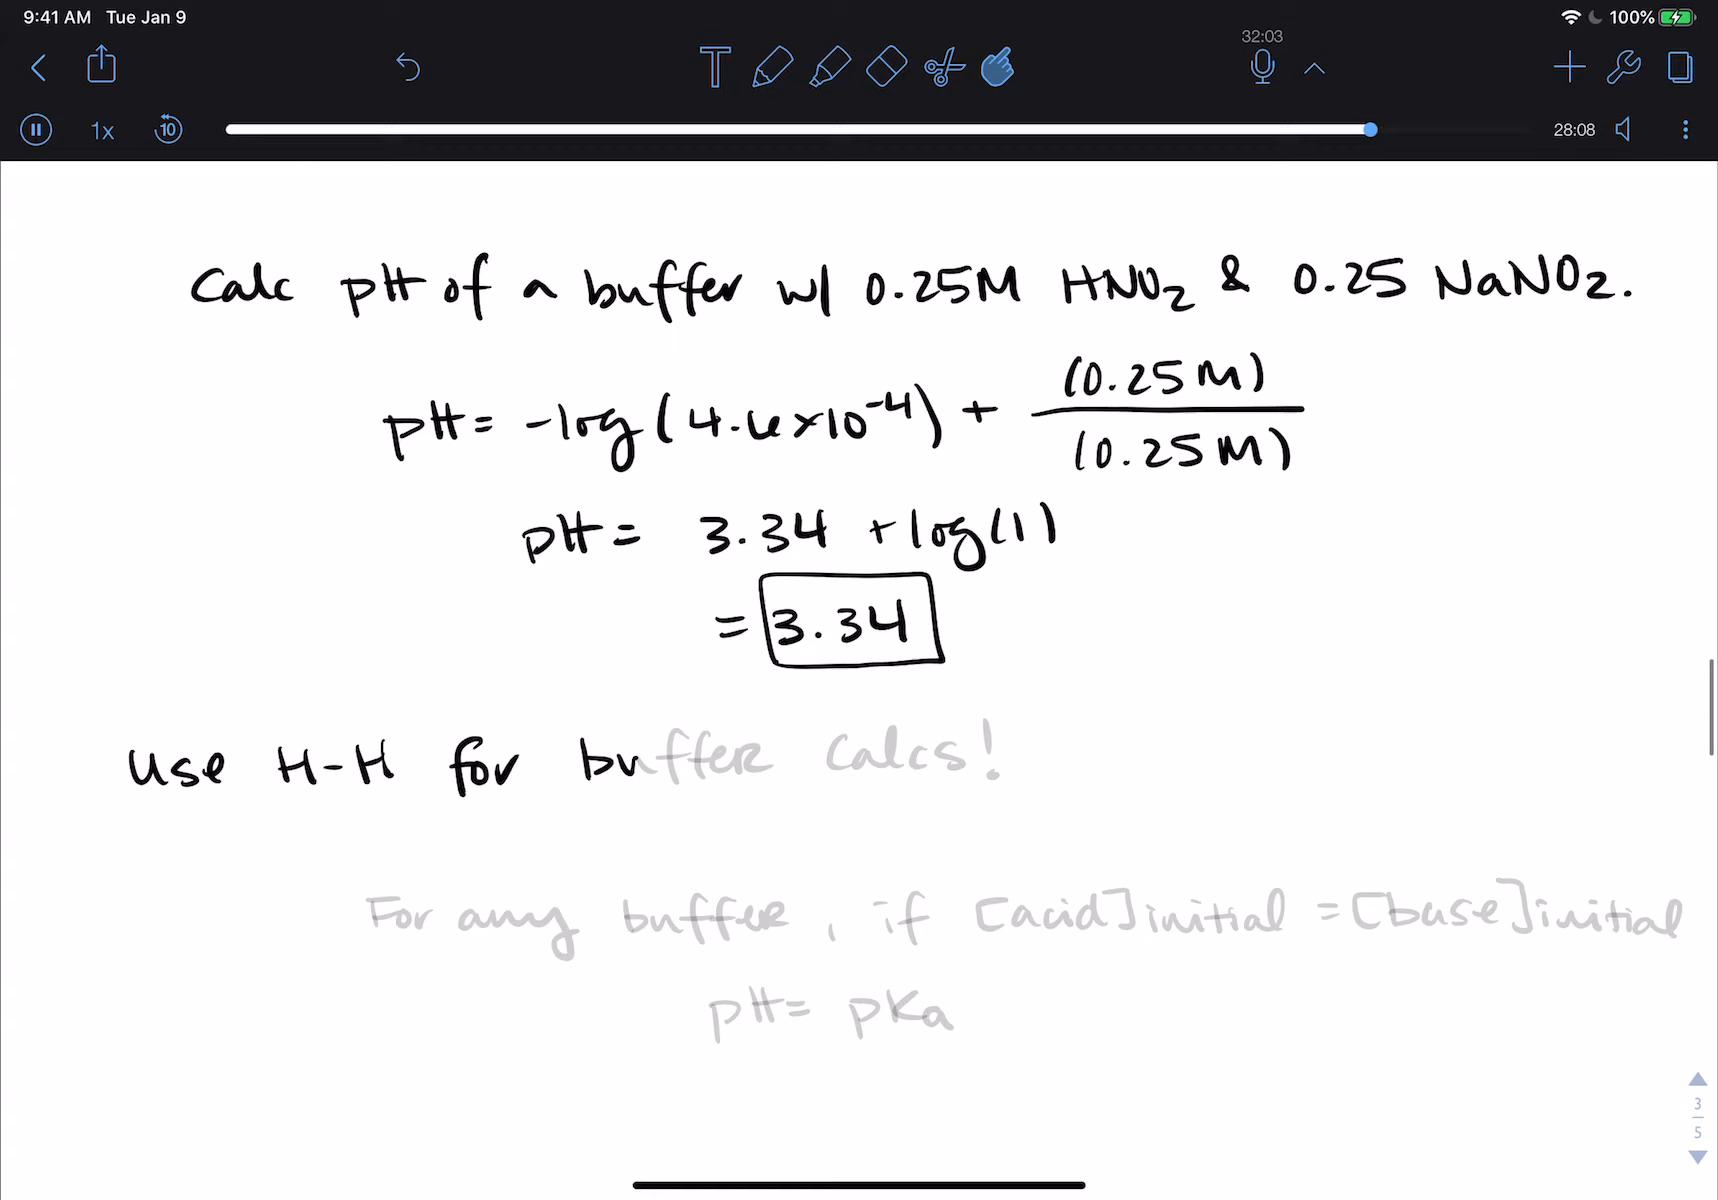 9:41 AM Tue Jan 9
100%
32:03
1x
10
28:08
Calc pH of a buffer w/ 0.25M HNO₂ & 0.25 NaNO₂.
pH = -log(4.6×10⁻⁴) + (0.25M)
(0.25M)
pH = 3.34 + log(1)
= 3.34
Use H-H for buffer calcs!
For any buffer, if [acid]initial = [base]initial
pH = pKa
3
5